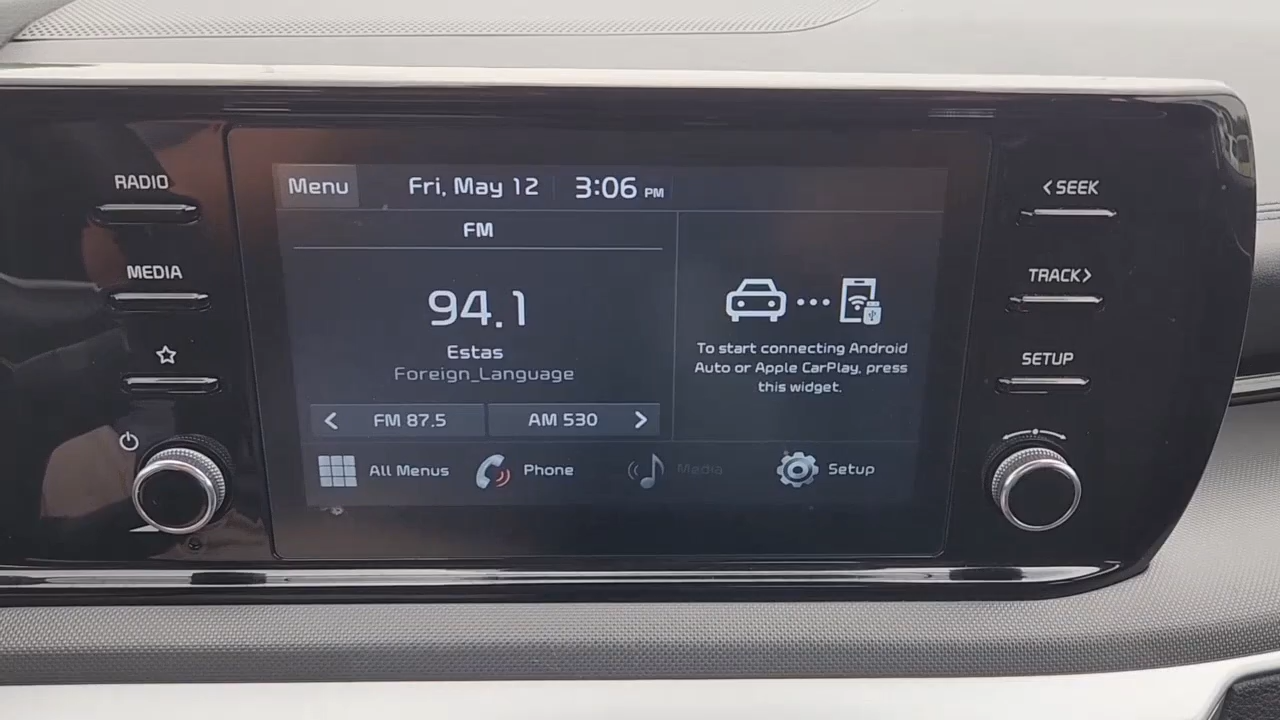 RADIO
MEDIA
Menu
Fri, May 12
3:06 PM
FM
94.1
Estas
Foreign_Language
FM 87.5
AM 530
To start connecting Android
Auto or Apple CarPlay, press
this widget.
All Menus
Phone
Media
Setup
<SEEK
TRACK>
SETUP